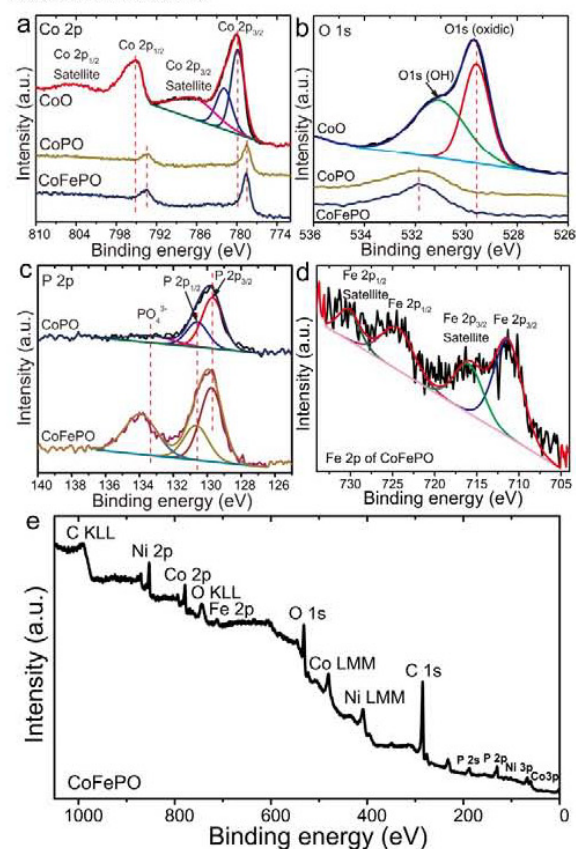 a
Co 2p
Co 2p1/2
Satellite
Co 2p1/2
Co 2p3/2
Satellite
Co 2p3/2
CoO
CoPO
CoFePO
Intensity (a.u.)
810 804 798 792 786 780 774
Binding energy (eV)
b
O 1s
O1s (oxidic)
O1s (OH)
CoO
CoPO
CoFePO
Intensity (a.u.)
536 534 532 530 528 526
Binding energy (eV)
c
P 2p
P 2p1/2
P 2p3/2
PO4 3-
CoPO
CoFePO
Intensity (a.u.)
140 138 136 134 132 130 128 126
Binding energy (eV)
d
Fe 2p1/2
Satellite
Fe 2p1/2
Fe 2p3/2
Satellite
Fe 2p3/2
Fe 2p of CoFePO
Intensity (a.u.)
730 725 720 715 710 705
Binding energy (eV)
e
C KLL
Ni 2p
Co 2p
O KLL
Fe 2p
O 1s
Co LMM
Ni LMM
C 1s
P 2s
P 2p
Ni 3p
Co3p
CoFePO
Intensity (a.u.)
1000 800 600 400 200 0
Binding energy (eV)